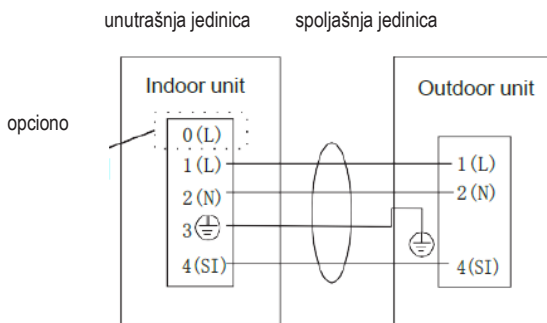 unutrašnja jedinica
spoljašnja jedinica
Indoor unit
Outdoor unit
opciono
0(L)
1(L)
1(L)
2(N)
2(N)
3
4(SI)
4(SI)